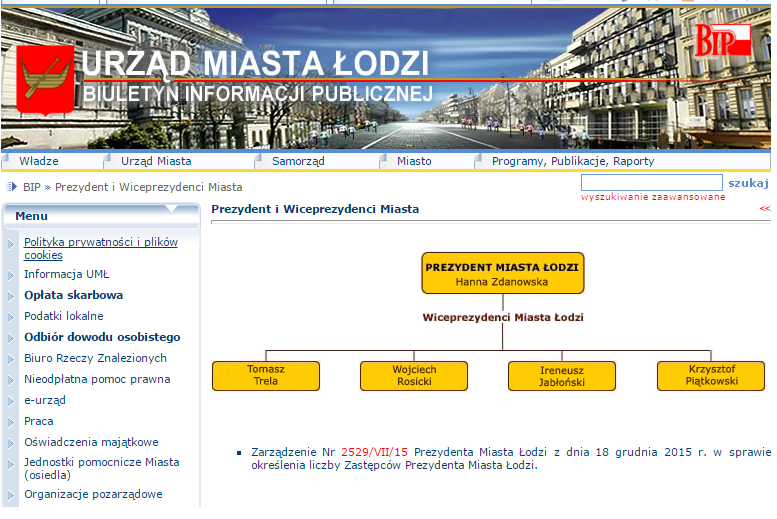 URZĄD MIASTA ŁODZI
BIULETYN INFORMACJI PUBLICZNEJ
BIP
Władze
Urząd Miasta
Samorząd
Miasto
Programy, Publikacje, Raporty
BIP » Prezydent i Wiceprezydenci Miasta
szukaj
wyszukiwanie zaawansowane
Menu
Polityka prywatności i plików
cookies
Informacja UMŁ
Opłata skarbowa
Podatki lokalne
Odbiór dowodu osobistego
Biuro Rzeczy Znalezionych
Nieodpłatna pomoc prawna
e-urząd
Praca
Oświadczenia majątkowe
Jednostki pomocnicze Miasta
(osiedla)
Organizacje pozarządowe
Prezydent i Wiceprezydenci Miasta
<<
PREZYDENT MIASTA ŁODZI
Hanna Zdanowska
Wiceprezydenci Miasta Łodzi
Tomasz
Trela
Wojciech
Rosicki
Ireneusz
Jabłoński
Krzysztof
Piątkowski
Zarządzenie Nr 2529/VII/15 Prezydenta Miasta Łodzi z dnia 18 grudnia 2015 r. w sprawie
określenia liczby Zastępców Prezydenta Miasta Łodzi.